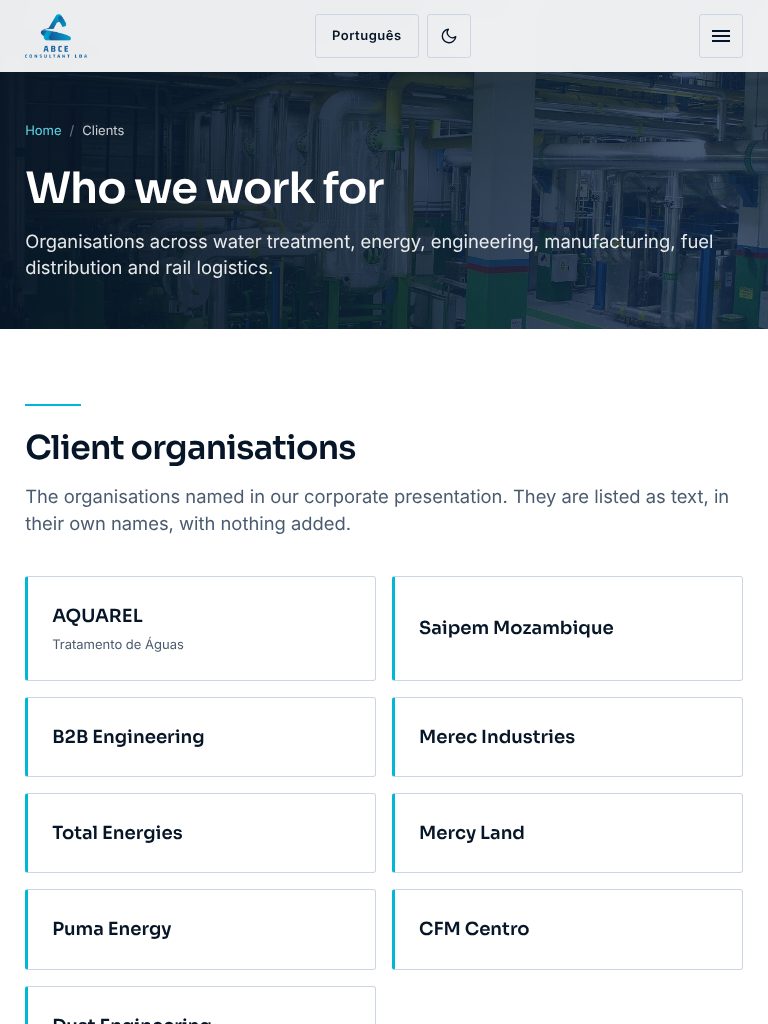 ABCE
CONSULTANT LDA
Português
Home / Clients
Who we work for
Organisations across water treatment, energy, engineering, manufacturing, fuel
distribution and rail logistics.
Client organisations
The organisations named in our corporate presentation. They are listed as text, in
their own names, with nothing added.
AQUAREL
Tratamento de Águas
Saipem Mozambique
B2B Engineering
Merec Industries
Total Energies
Mercy Land
Puma Energy
CFM Centro
Engineering